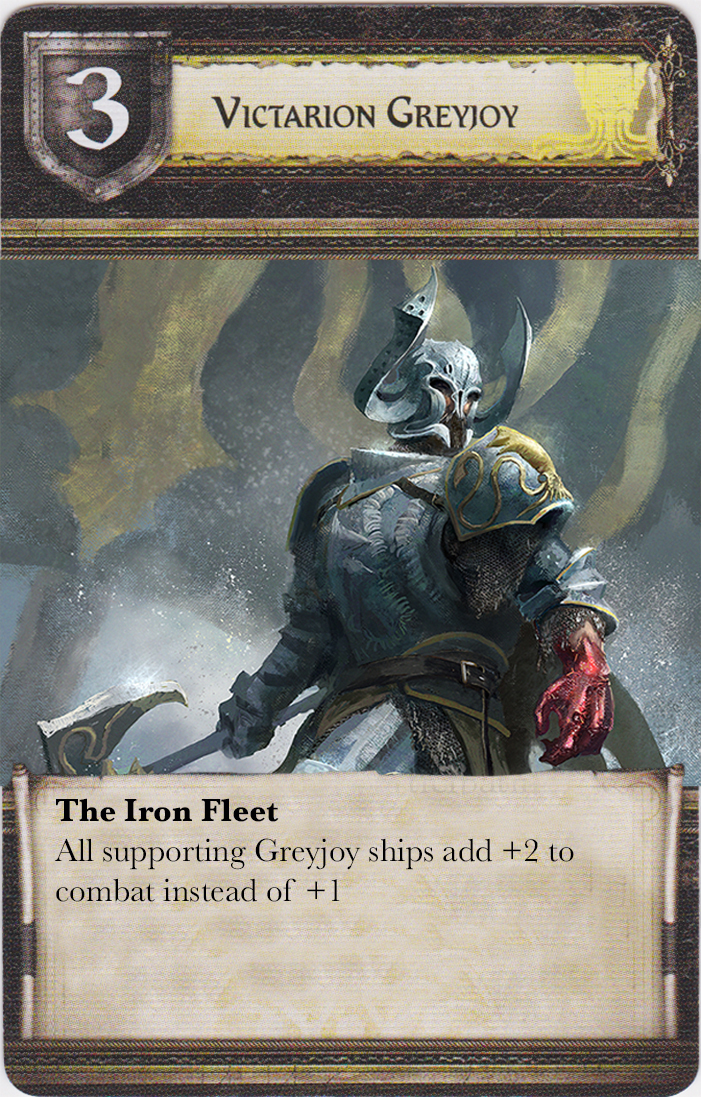 3
Victarion Greyjoy
The Iron Fleet
All supporting Greyjoy ships add +2 to
combat instead of +1